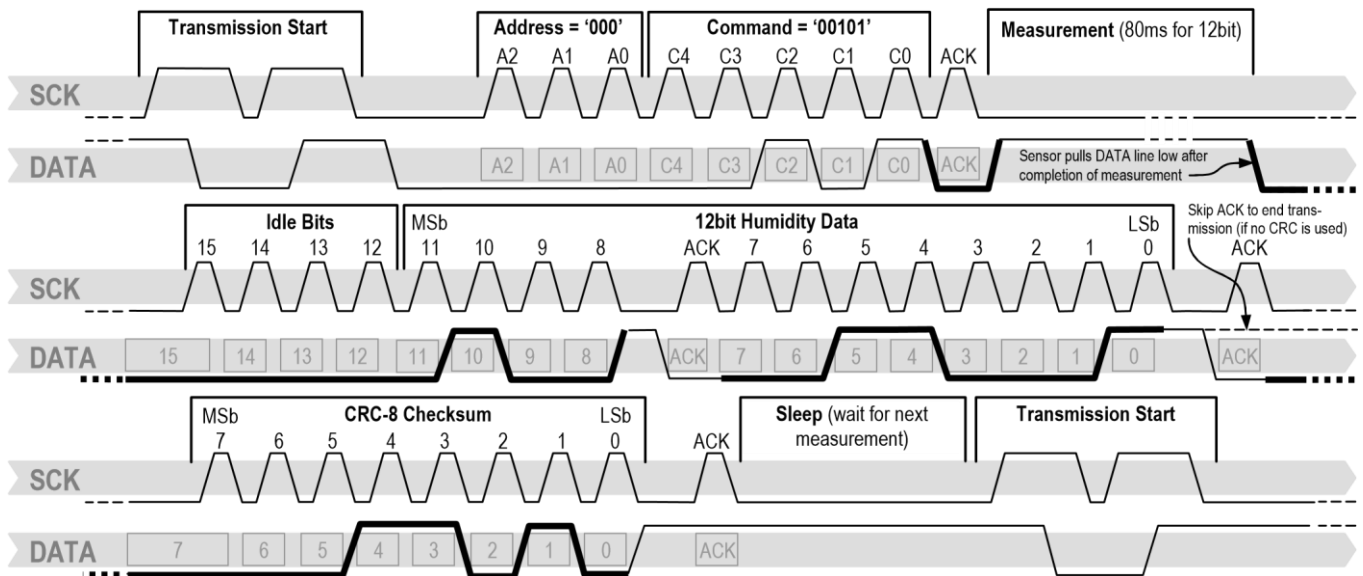 Transmission Start Address = ‘000’ Command = ‘00101’ Measurement (80ms for 12bit)
A2 A1 A0 C4 C3 C2 C1 C0 ACK
SCK
DATA A2 A1 A0 C4 C3 C2 C1 C0 ACK Sensor pulls DATA line low after
completion of measurement
Idle Bits MSb 12bit Humidity Data LSb Skip ACK to end trans-
mission (if no CRC is used)
15 14 13 12 11 10 9 8 ACK 7 6 5 4 3 2 1 0 ACK
SCK
DATA 15 14 13 12 11 10 9 8 ACK 7 6 5 4 3 2 1 0 ACK
MSb CRC-8 Checksum LSb Sleep (wait for next Transmission Start
measurement)
7 6 5 4 3 2 1 0 ACK
SCK
DATA 7 6 5 4 3 2 1 0 ACK